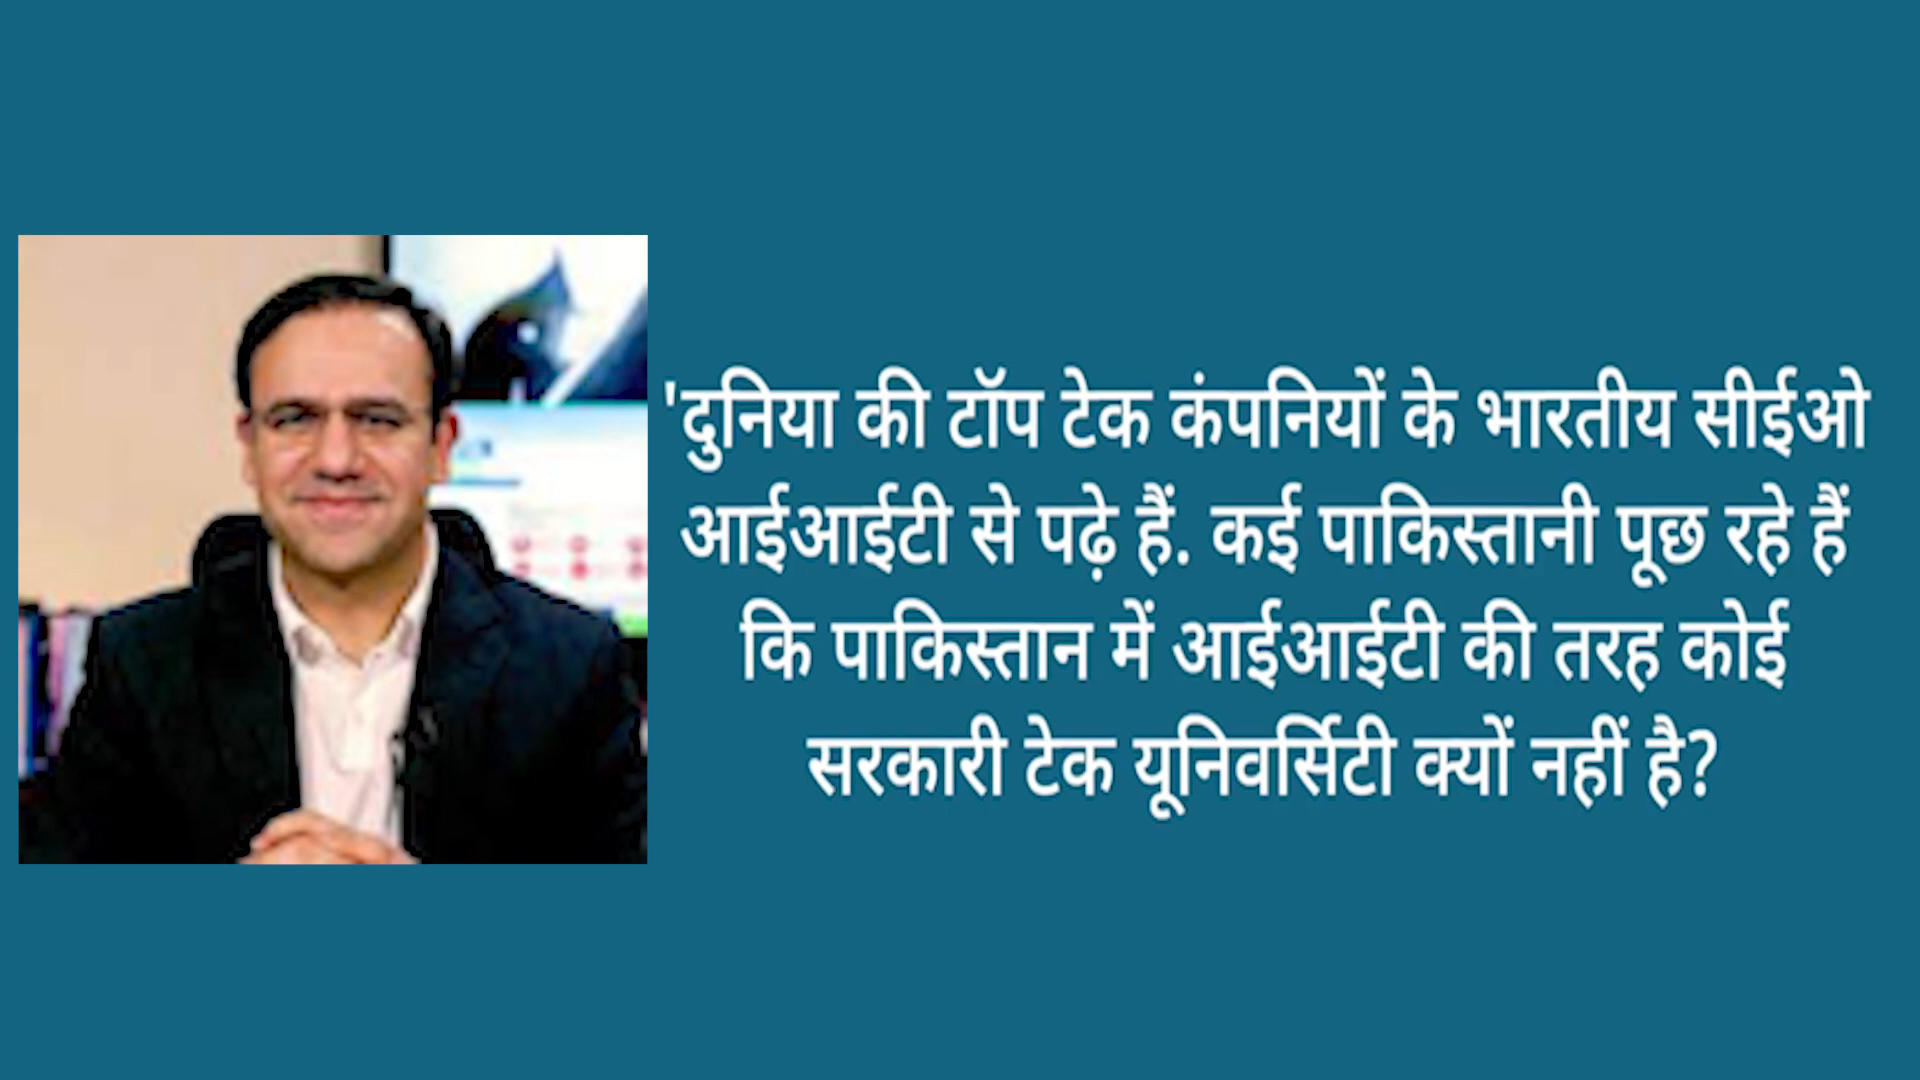 'दुनिया की टॉप टेक कंपनियों के भारतीय सीईओ
आईआईटी से पढ़े हैं. कई पाकिस्तानी पूछ रहे हैं
कि पाकिस्तान में आईआईटी की तरह कोई
सरकारी टेक यूनिवर्सिटी क्यों नहीं है?